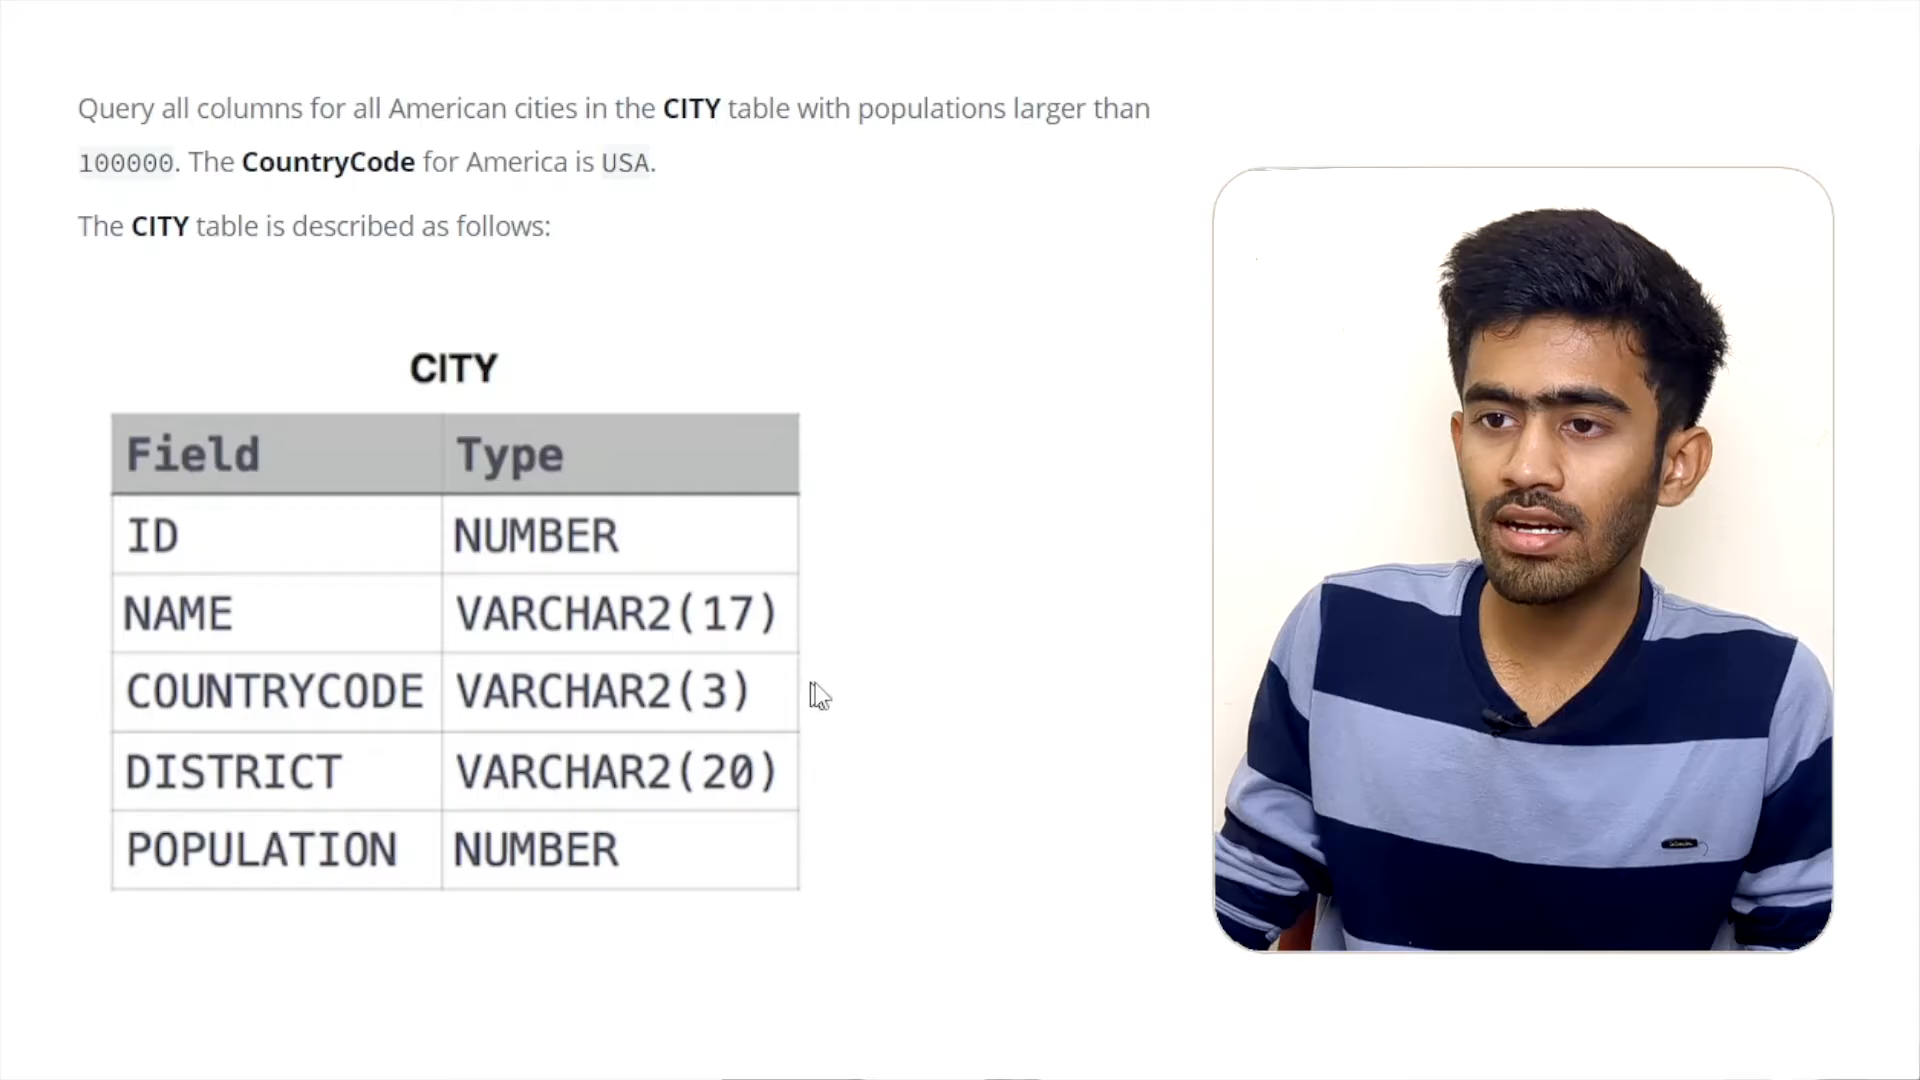 Query all columns for all American cities in the CITY table with populations larger than
100000. The CountryCode for America is USA.
The CITY table is described as follows:
CITY
Field Type
ID NUMBER
NAME VARCHAR2(17)
COUNTRYCODE VARCHAR2(3)
DISTRICT VARCHAR2(20)
POPULATION NUMBER